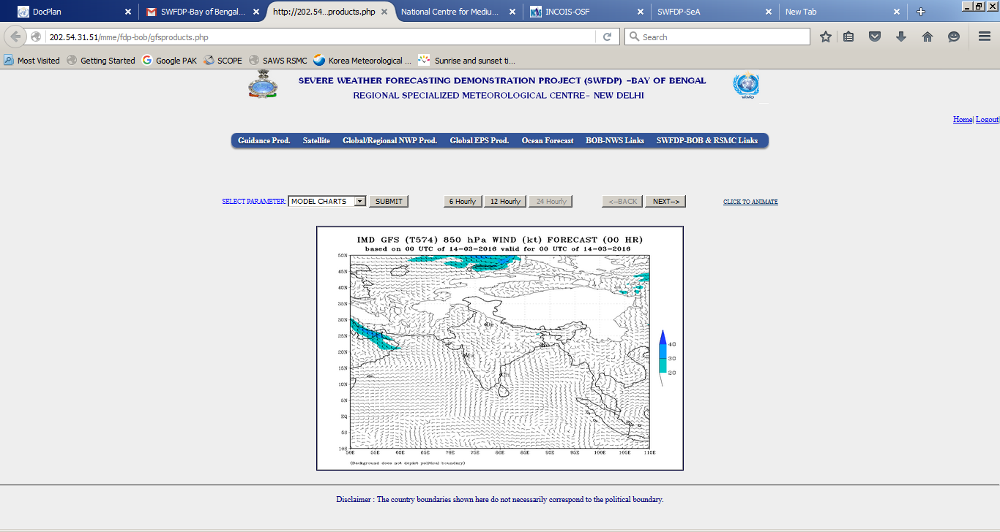 DocPlan
SWFDP-Bay of Bengal...
http://202.54...products.php
National Centre for Mediu...
INCOIS-OSF
SWFDP-SeA
New Tab
202.54.31.51/mme/fdp-bob/gfsproducts.php
Search
Most Visited
Getting Started
Google PAK
SCOPE
SAWS RSMC
Korea Meteorological ...
Sunrise and sunset ti...
SEVERE WEATHER FORECASTING DEMONSTRATION PROJECT (SWFDP) -BAY OF BENGAL
REGIONAL SPECIALIZED METEOROLOGICAL CENTRE- NEW DELHI
WMO
Home| Logout|
Guidance Prod. Satellite Global/Regional NWP Prod. Global EPS Prod. Ocean Forecast BOB-NWS Links SWFDP-BOB & RSMC Links
SELECT PARAMETER: MODEL CHARTS SUBMIT 6 Hourly 12 Hourly 24 Hourly <--BACK NEXT--> CLICK TO ANIMATE
IMD GFS (T574) 850 hPa WIND (kt) FORECAST (00 HR)
based on 00 UTC of 14-03-2016 valid for 00 UTC of 14-03-2016
50N
45N
40N
35N
30N
25N
20N
15N
10N
5N
EQ
5S
10S
50E 55E 60E 65E 70E 75E 80E 85E 90E 95E 100E 105E 110E
De
Mu
Ch
40
30
20
(Background does not depict political boundary)
Disclaimer : The country boundaries shown here do not necessarily correspond to the political boundary.